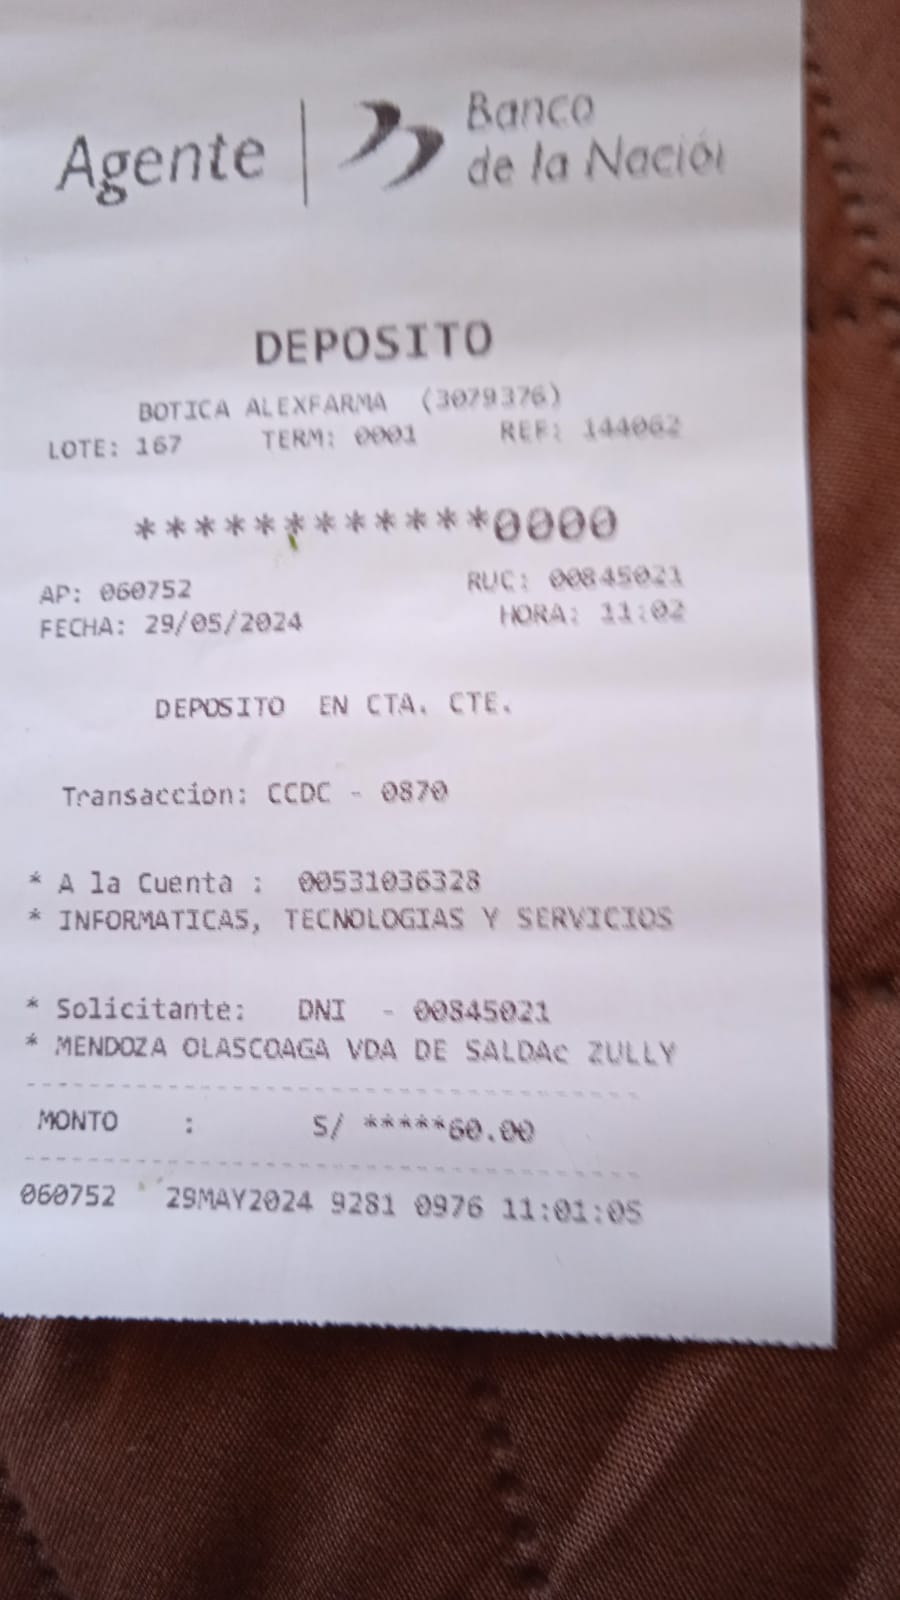 Agente | Banco
de la Nación
DEPOSITO
BOTICA ALEXFARMA (3079376)
LOTE: 167 TERM: 0001 REF: 144062
************0000
AP: 060752 RUC: 00845021
FECHA: 29/05/2024 HORA: 11:02
DEPOSITO EN CTA. CTE.
Transaccion: CCDC - 0870
* A la Cuenta : 00531036328
* INFORMATICAS, TECNOLOGIAS Y SERVICIOS
* Solicitante: DNI - 00845021
* MENDOZA OLASCOAGA VDA DE SALDAc ZULLY
MONTO : S/ *****60.00
060752 29MAY2024 9281 0976 11:01:05